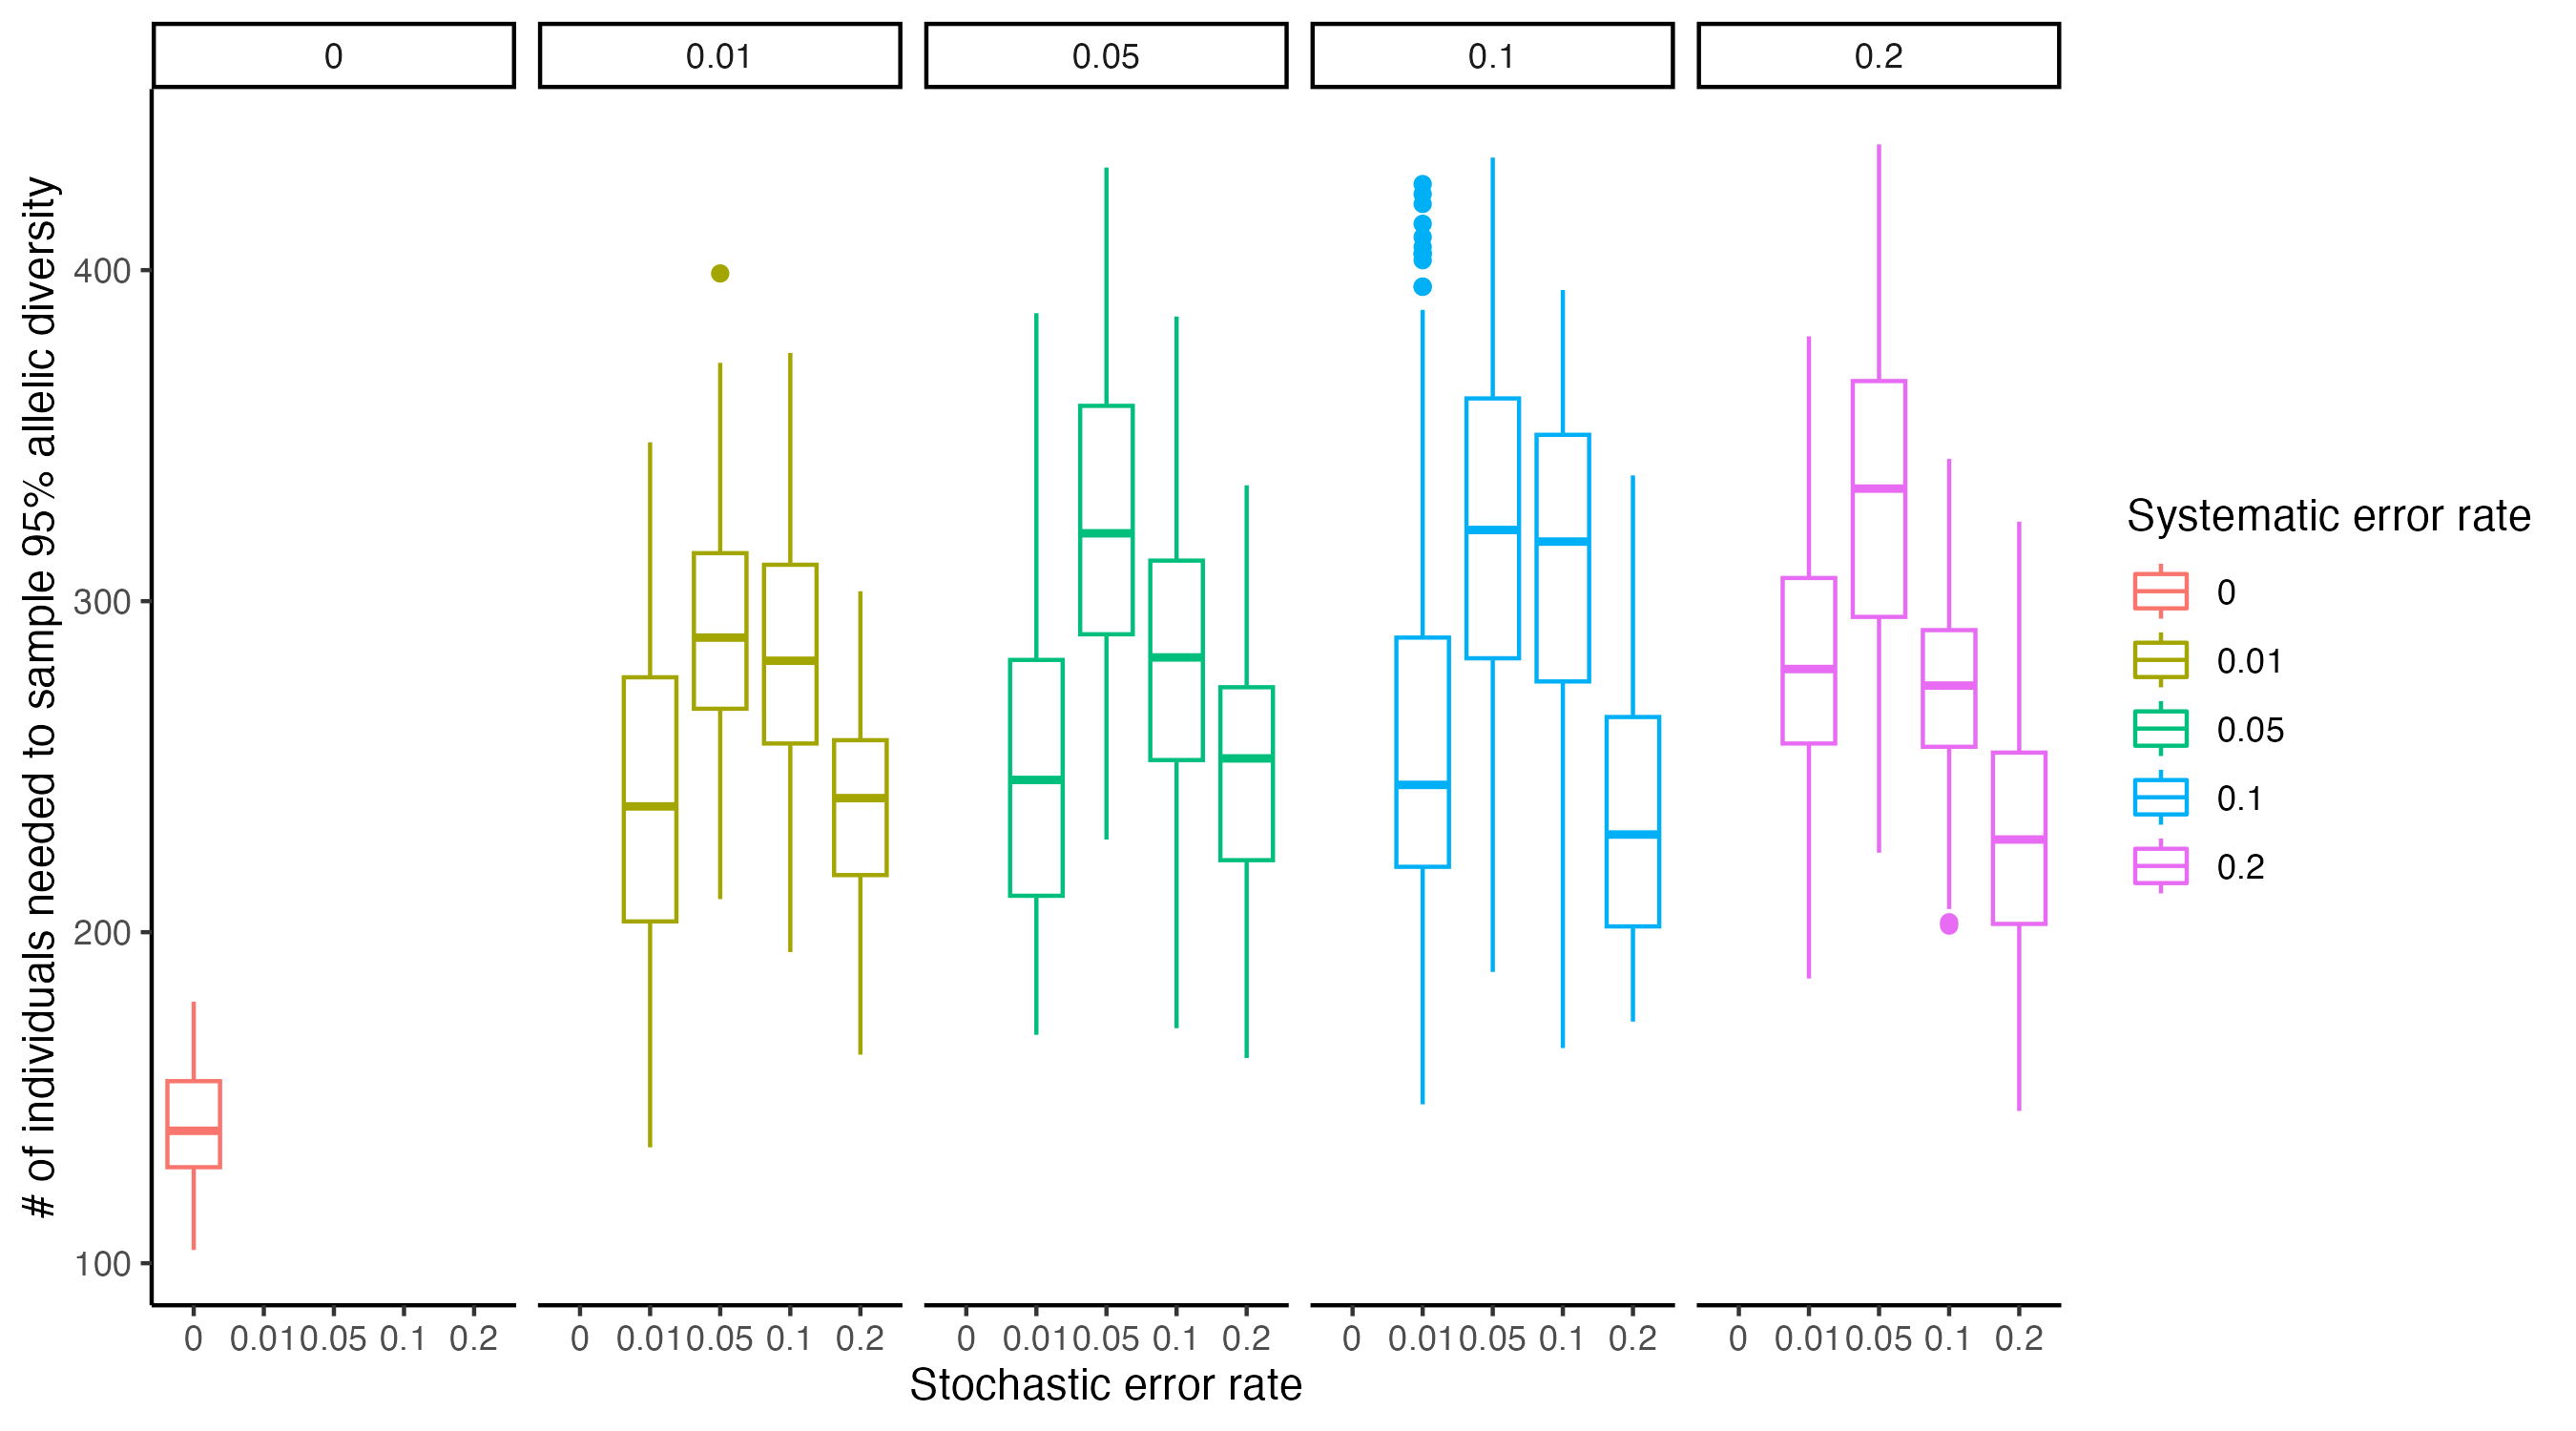 0 0.01 0.05 0.1 0.2
# of individuals needed to sample 95% allelic diversity
400
300
200
100
0 0.01 0.05 0.1 0.2 0 0.01 0.05 0.1 0.2 0 0.01 0.05 0.1 0.2 0 0.01 0.05 0.1 0.2 0 0.01 0.05 0.1 0.2
Stochastic error rate
Systematic error rate
0
0.01
0.05
0.1
0.2